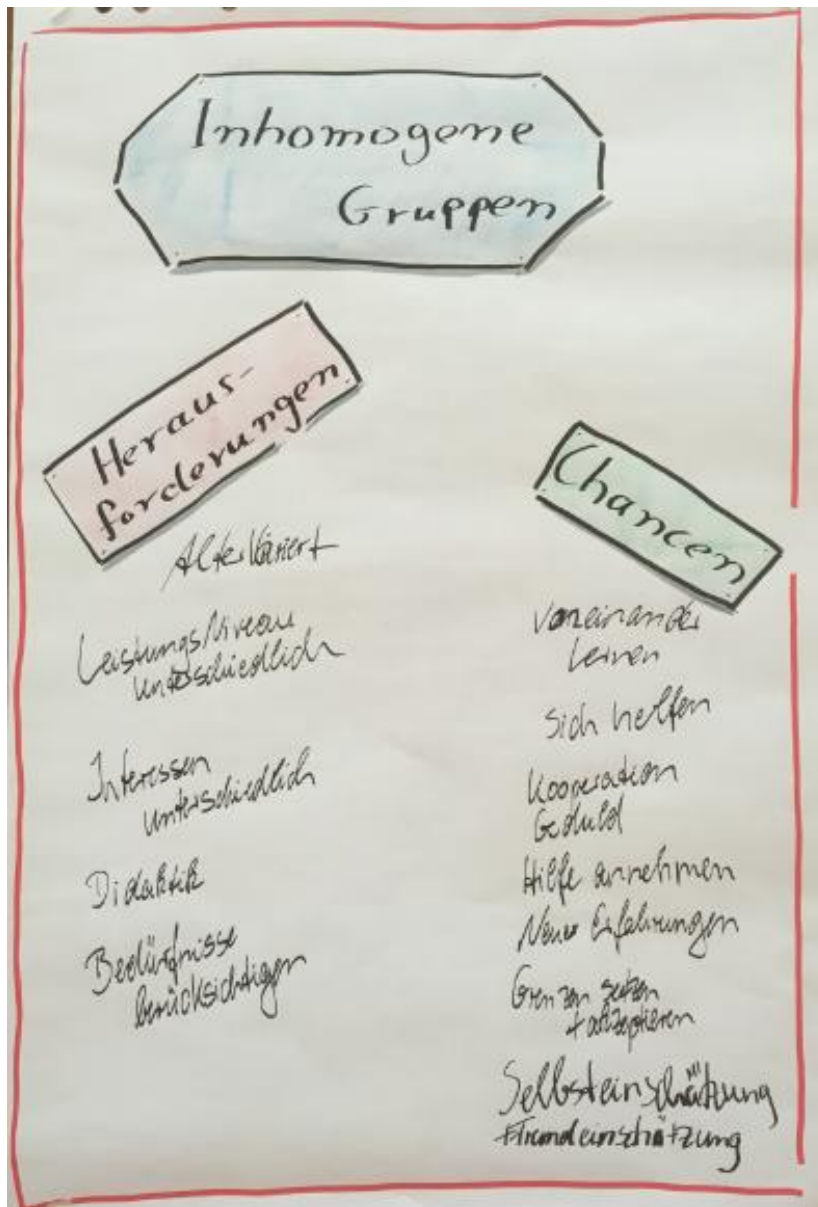 Inhomogene
Gruppen
Heraus-
forderungen
Alter variiert
Leistungsniveau
unterschiedlich
Interessen
unterschiedlich
Didaktik
Bedürfnisse
berücksichtigen
Chancen
Voneinander
lernen
Sich helfen
Kooperation
Geduld
Hilfe annehmen
Neue Erfahrungen
Grenzen setzen
+ akzeptieren
Selbsteinschätzung
+Fremdeinschätzung